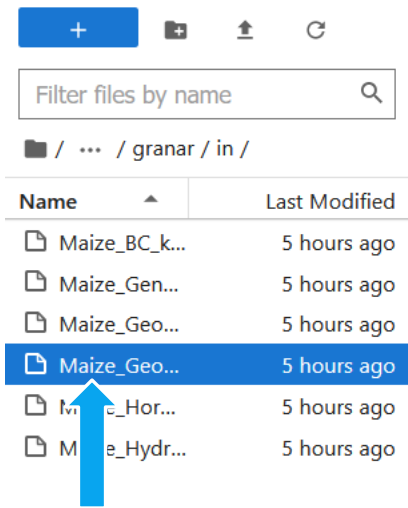 +
Filter files by name
/ ... / granar / in /
Name Last Modified
Maize_BC_k... 5 hours ago
Maize_Gen... 5 hours ago
Maize_Geo... 5 hours ago
Maize_Geo... 5 hours ago
5 hours ago
5 hours ago